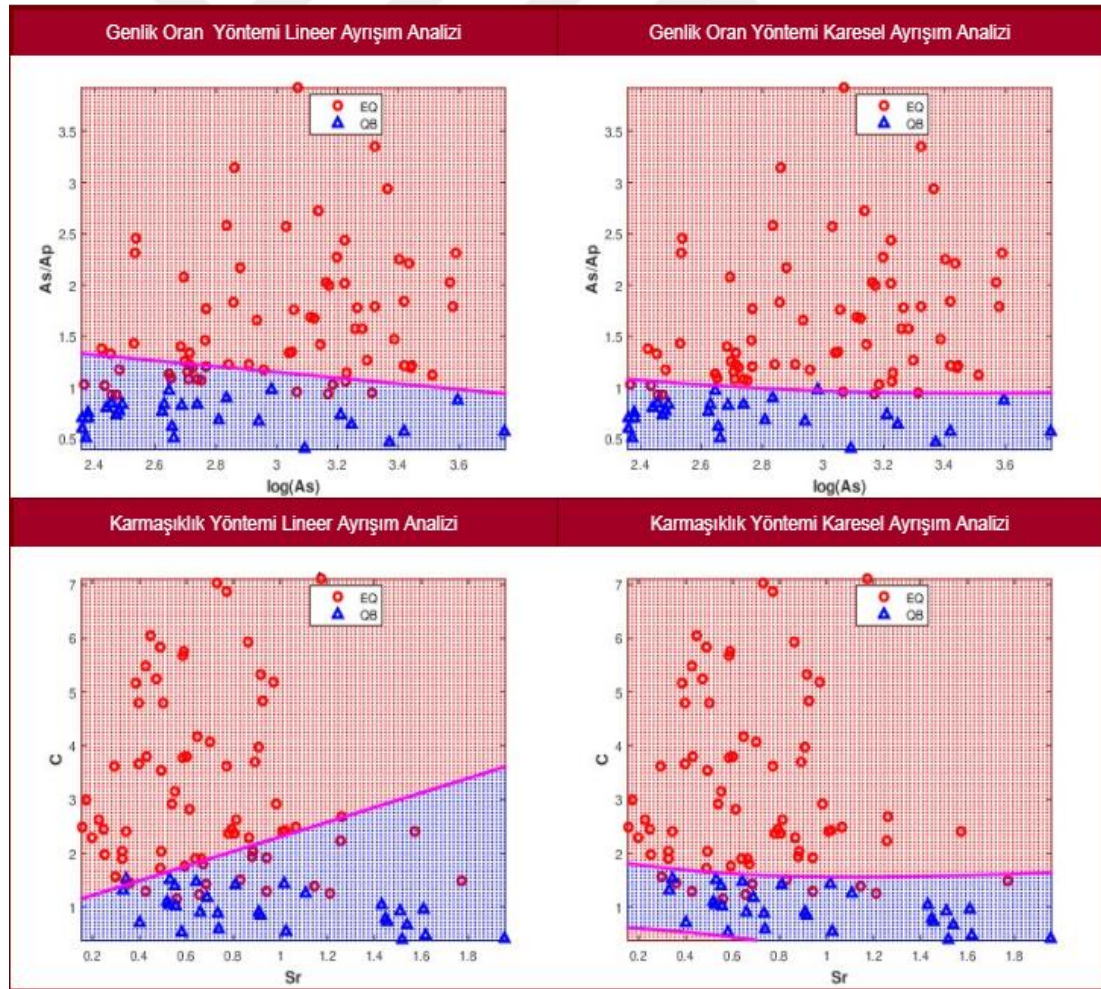 Genlik Oran Yöntemi Lineer Ayrışım Analizi
Genlik Oran Yöntemi Karesel Ayrışım Analizi
EQ
QB
3.5
3
2.5
2
1.5
1
0.5
As/Ap
2.4 2.6 2.8 3 3.2 3.4 3.6
log(As)
EQ
QB
3.5
3
2.5
2
1.5
1
0.5
As/Ap
2.4 2.6 2.8 3 3.2 3.4 3.6
log(As)
Karmaşıklık Yöntemi Lineer Ayrışım Analizi
Karmaşıklık Yöntemi Karesel Ayrışım Analizi
EQ
QB
7
6
5
4
3
2
1
C
0.2 0.4 0.6 0.8 1 1.2 1.4 1.6 1.8
Sr
EQ
QB
7
6
5
4
3
2
1
C
0.2 0.4 0.6 0.8 1 1.2 1.4 1.6 1.8
Sr